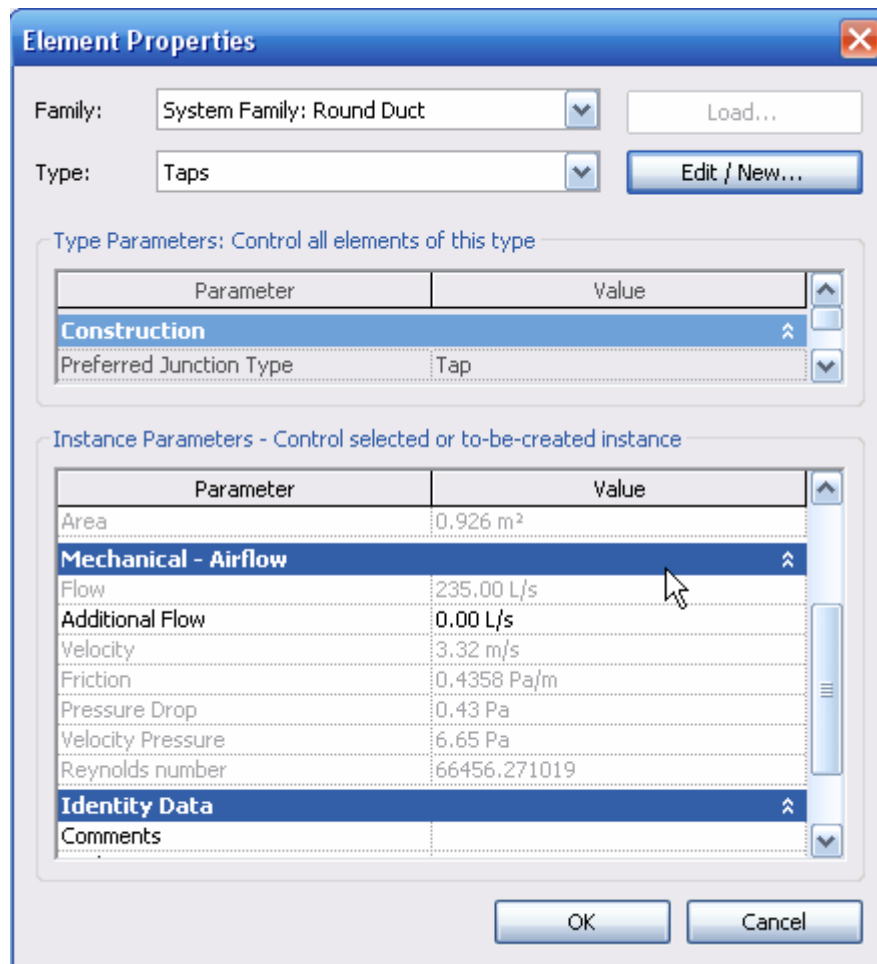 Element Properties
Family: System Family: Round Duct Load...
Type: Taps Edit / New...
Type Parameters: Control all elements of this type
Parameter Value
Construction
Preferred Junction Type Tap
Instance Parameters - Control selected or to-be-created instance
Parameter Value
Area 0.926 m²
Mechanical - Airflow
Flow 235.00 L/s
Additional Flow 0.00 L/s
Velocity 3.32 m/s
Friction 0.4358 Pa/m
Pressure Drop 0.43 Pa
Velocity Pressure 6.65 Pa
Reynolds number 66456.271019
Identity Data
Comments
OK Cancel